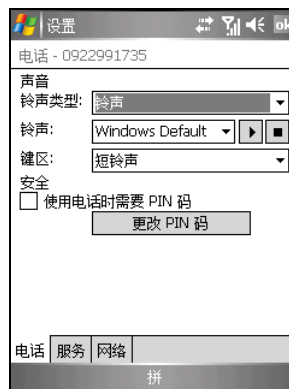 设置
ok
电话 - 0922991735
声音
铃声类型: 铃声
铃声: Windows Default
键区: 短铃声
安全
使用电话时需要 PIN 码
更改 PIN 码
电话 服务 网络
拼